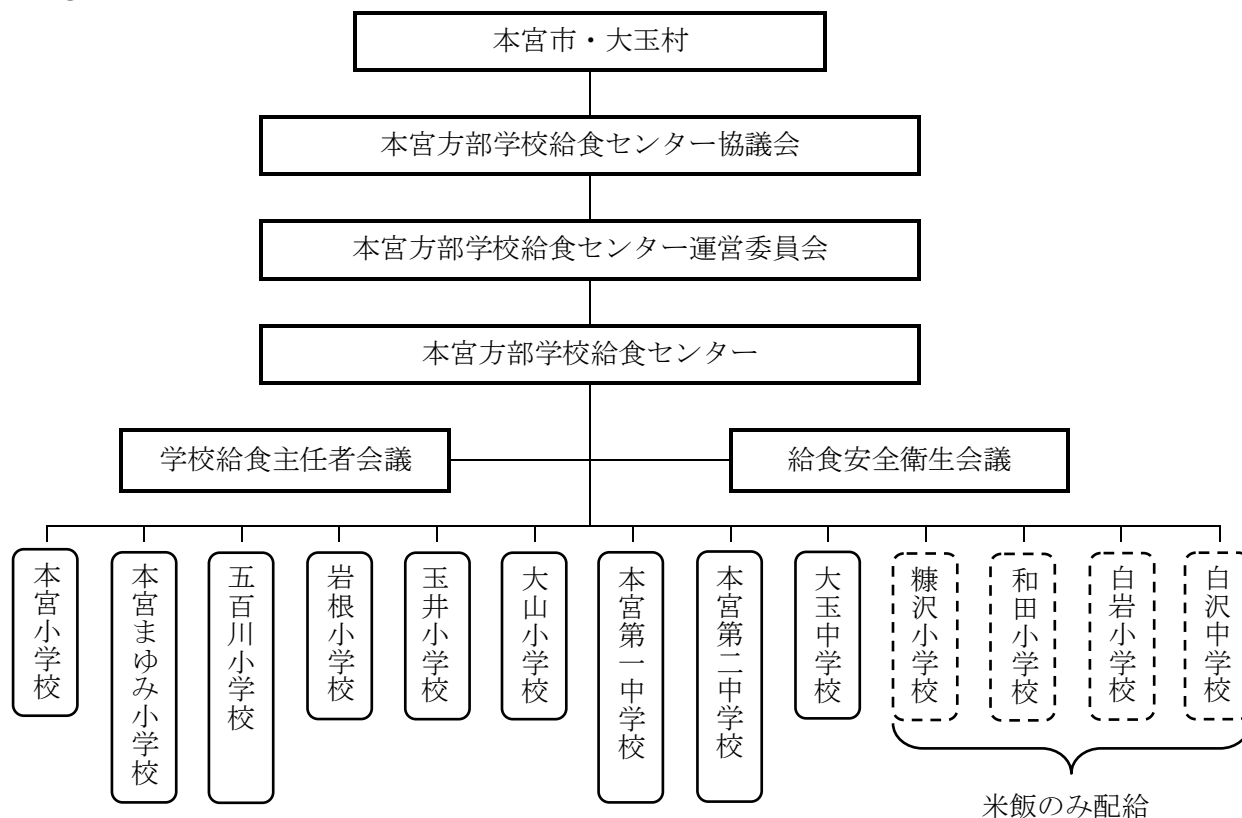 本宮市・大玉村
本宮方部学校給食センター協議会
本宮方部学校給食センター運営委員会
本宮方部学校給食センター
学校給食主任者会議
給食安全衛生会議
本宮小学校
本宮まゆみ小学校
五百川小学校
岩根小学校
玉井小学校
大山小学校
本宮第一中学校
本宮第二中学校
大玉中学校
糠沢小学校
和田小学校
白岩小学校
白沢中学校
米飯のみ配給